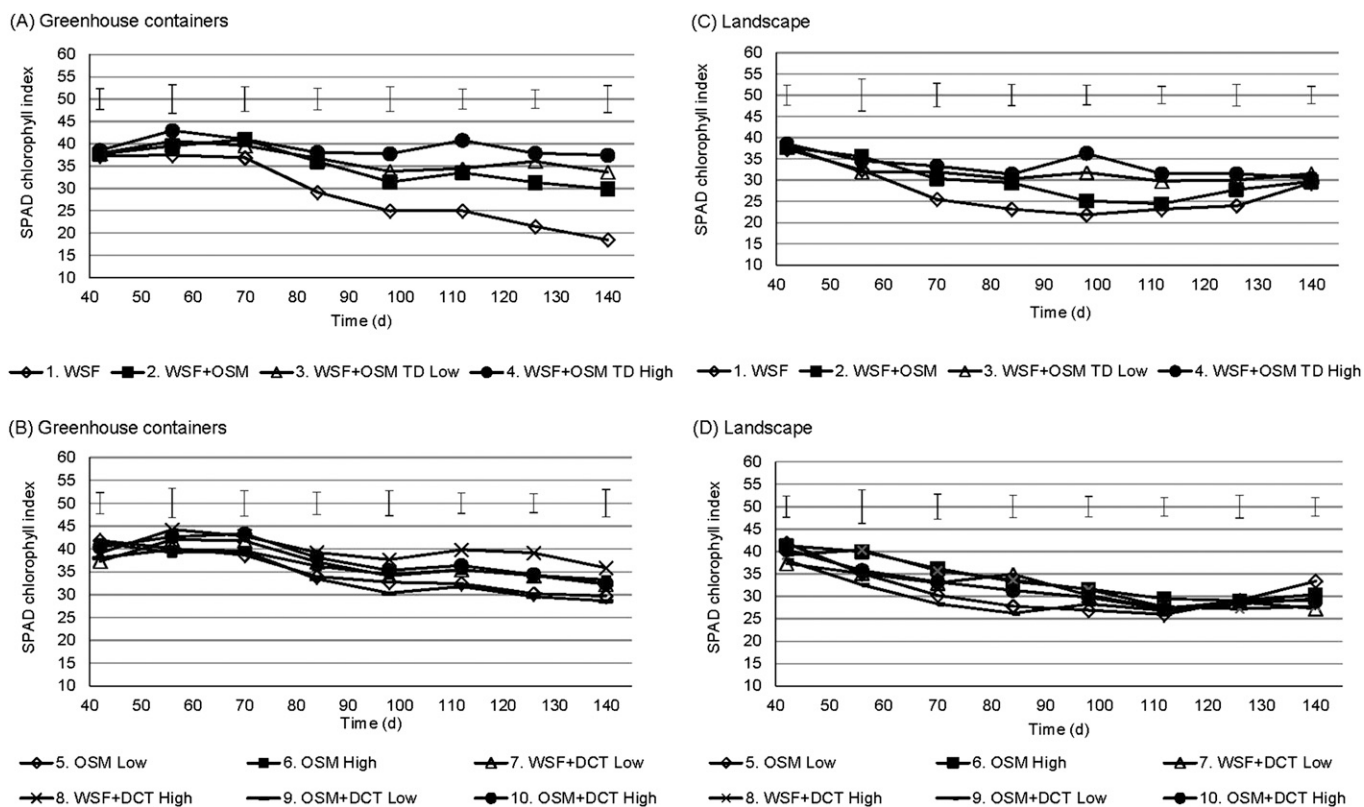 (A) Greenhouse containers
SPAD chlorophyll index
60
55
50
45
40
35
30
25
20
15
10
40 50 60 70 80 90 100 110 120 130 140
Time (d)
1. WSF 2. WSF+OSM 3. WSF+OSM TD Low 4. WSF+OSM TD High
(C) Landscape
SPAD chlorophyll index
60
55
50
45
40
35
30
25
20
15
10
40 50 60 70 80 90 100 110 120 130 140
Time (d)
1. WSF 2. WSF+OSM 3. WSF+OSM TD Low 4. WSF+OSM TD High
(B) Greenhouse containers
SPAD chlorophyll index
60
55
50
45
40
35
30
25
20
15
10
40 50 60 70 80 90 100 110 120 130 140
Time (d)
5. OSM Low 6. OSM High 7. WSF+DCT Low
8. WSF+DCT High 9. OSM+DCT Low 10. OSM+DCT High
(D) Landscape
SPAD chlorophyll index
60
55
50
45
40
35
30
25
20
15
10
40 50 60 70 80 90 100 110 120 130 140
Time (d)
5. OSM Low 6. OSM High 7. WSF+DCT Low
8. WSF+DCT High 9. OSM+DCT Low 10. OSM+DCT High